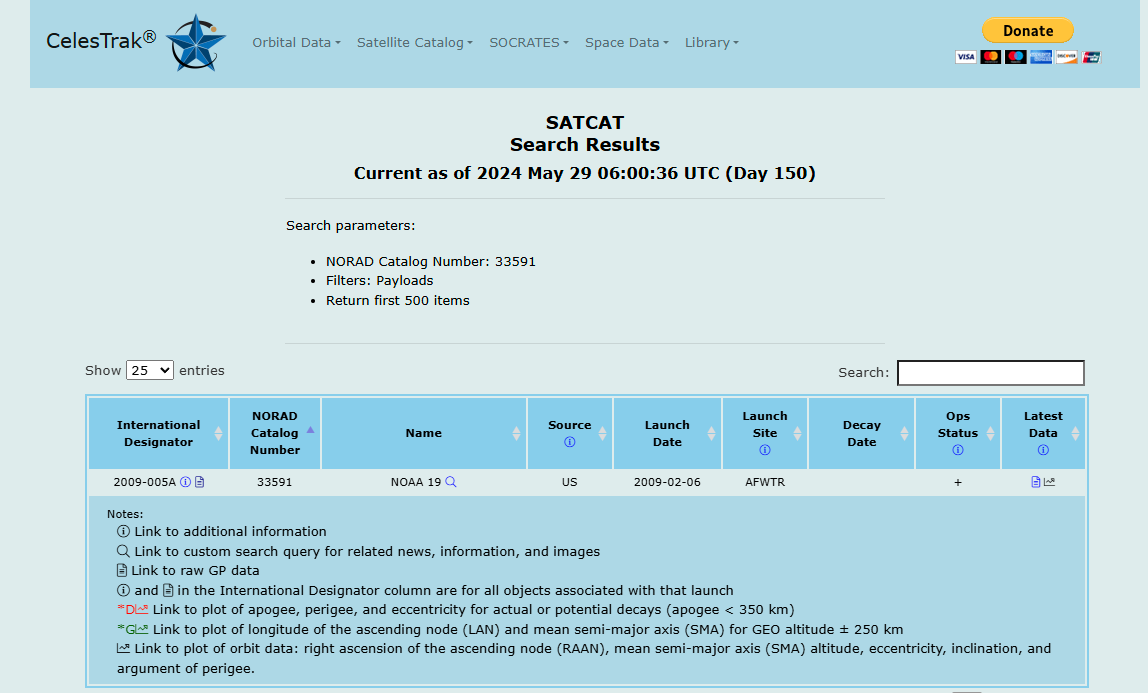 CelesTrak®
Orbital Data Satellite Catalog SOCRATES Space Data Library
Donate
VISA DISCOVER
SATCAT
Search Results
Current as of 2024 May 29 06:00:36 UTC (Day 150)
Search parameters:
• NORAD Catalog Number: 33591
• Filters: Payloads
• Return first 500 items
Show 25 entries
Search:
International Designator
NORAD Catalog Number
Name
Source
Launch Date
Launch Site
Decay Date
Ops Status
Latest Data
2009-005A 33591 NOAA 19 US 2009-02-06 AFWTR +
Notes:
Link to additional information
Link to custom search query for related news, information, and images
Link to raw GP data
and in the International Designator column are for all objects associated with that launch
*D Link to plot of apogee, perigee, and eccentricity for actual or potential decays (apogee < 350 km)
*G Link to plot of longitude of the ascending node (LAN) and mean semi-major axis (SMA) for GEO altitude ± 250 km
Link to plot of orbit data: right ascension of the ascending node (RAAN), mean semi-major axis (SMA) altitude, eccentricity, inclination, and
argument of perigee.